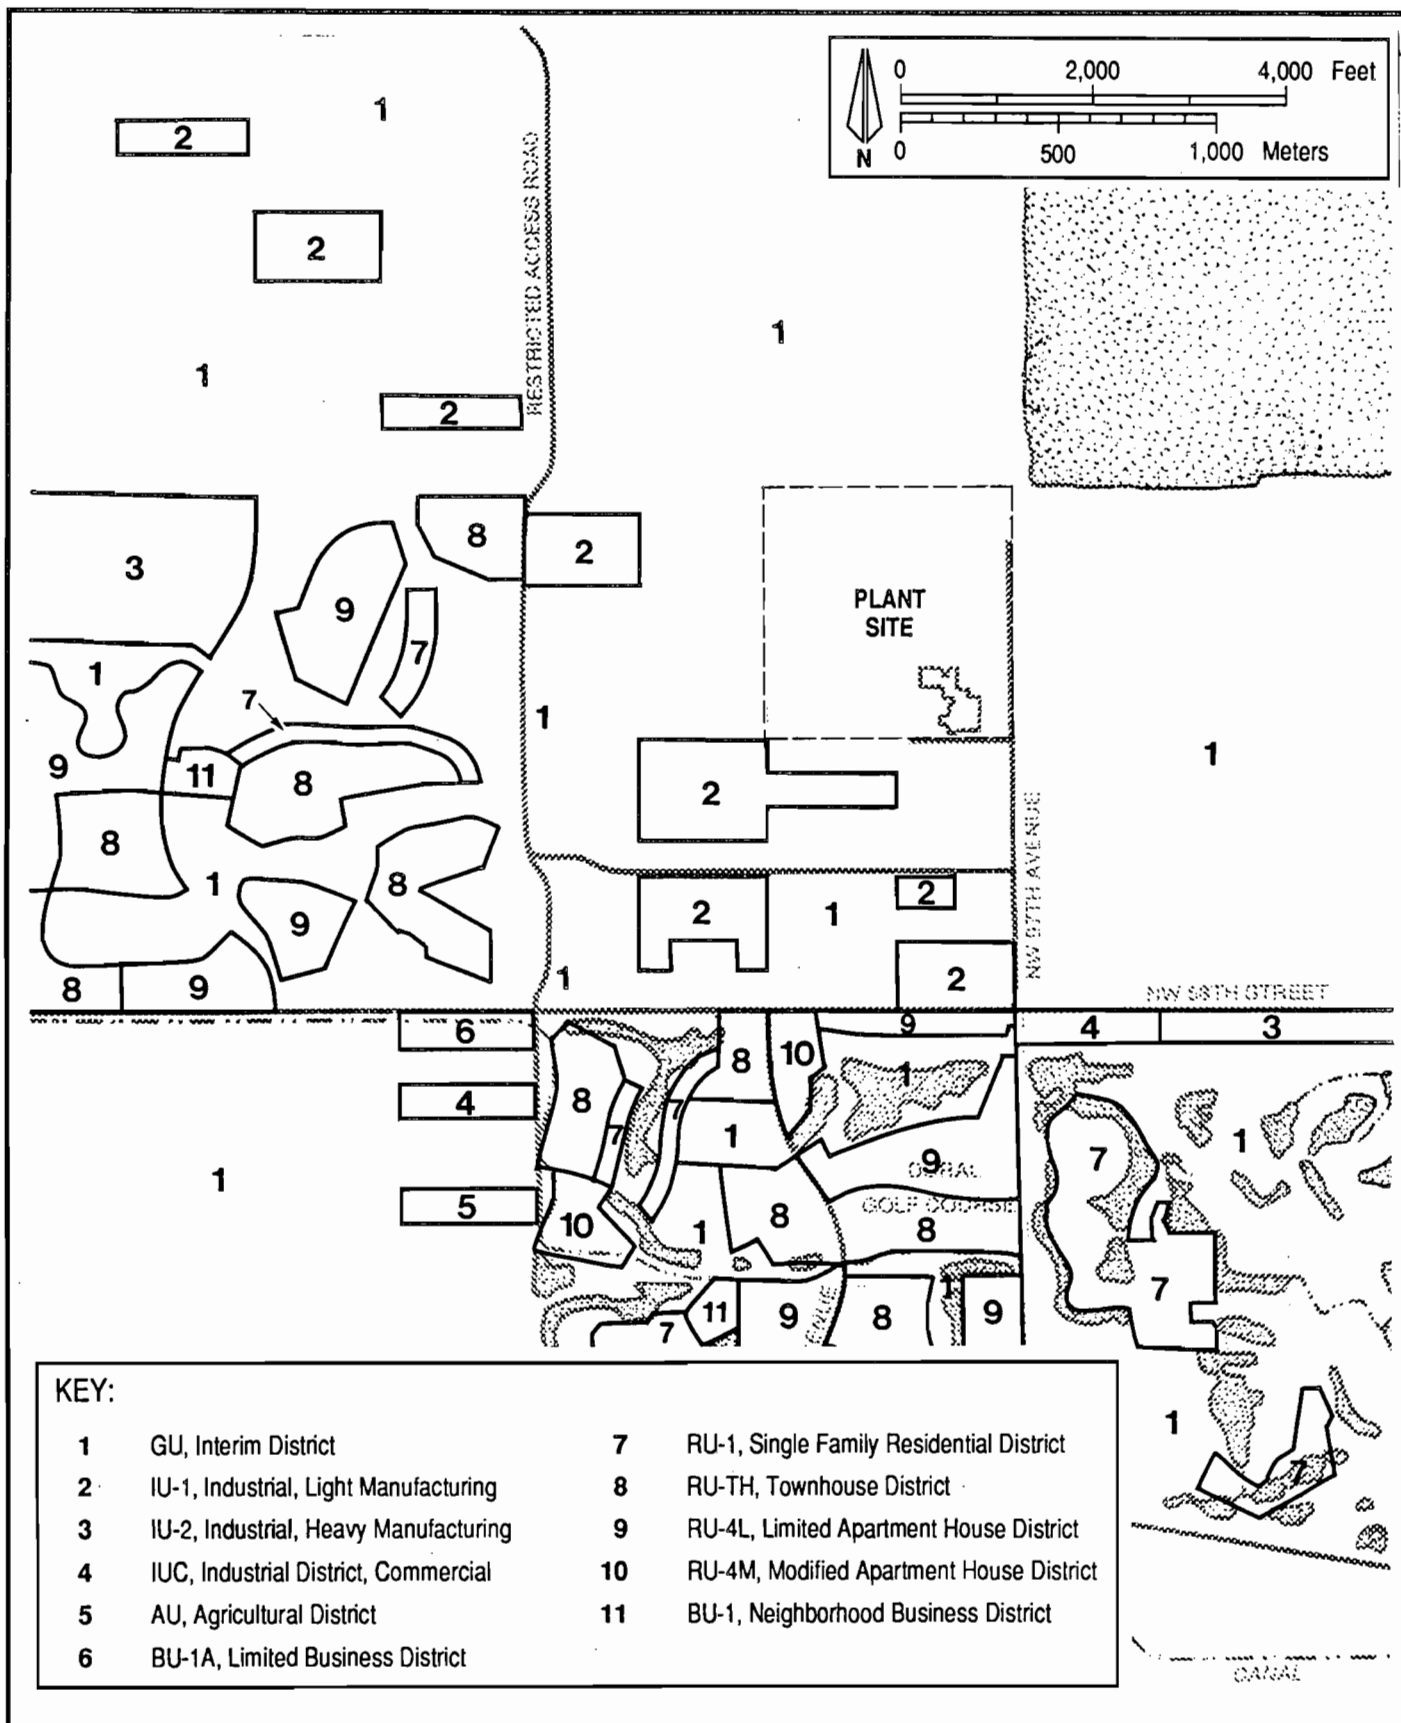 0 2,000 4,000 Feet
N 0 500 1,000 Meters
1
2
2
RESTRICTED ACCESS ROAD
1
1
2
3
8
2
9
PLANT
SITE
7
1
7
1
1
9
11
8
2
NW 97TH AVENUE
8
1
8
2
1
2
9
1
2
8
9
NW 58TH STREET
6
8
10
9
4
3
4
8
7
1
1
7
1
7
1
9
DORAL
5
10
1
8
GOLF COURSE
8
7
11
9
8
1
9
7
1
7
KEY:
1 GU, Interim District
2 IU-1, Industrial, Light Manufacturing
3 IU-2, Industrial, Heavy Manufacturing
4 IUC, Industrial District, Commercial
5 AU, Agricultural District
6 BU-1A, Limited Business District
7 RU-1, Single Family Residential District
8 RU-TH, Townhouse District
9 RU-4L, Limited Apartment House District
10 RU-4M, Modified Apartment House District
11 BU-1, Neighborhood Business District
CANAL